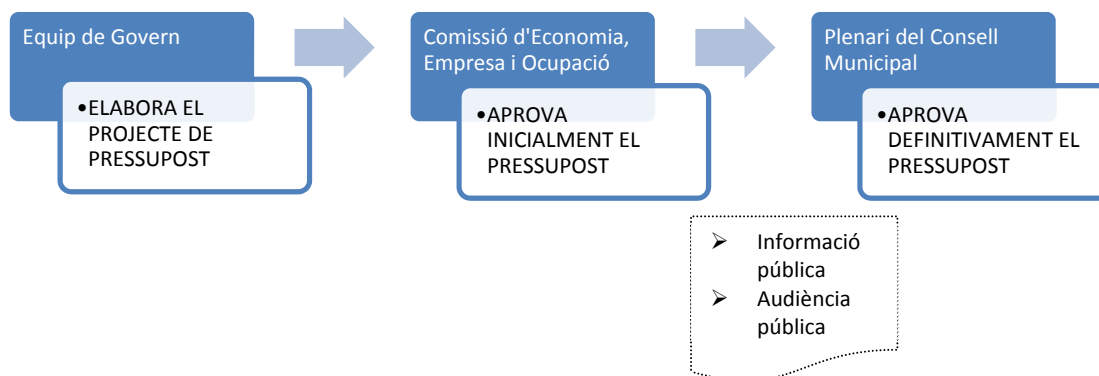 Equip de Govern
•ELABORA EL
PROJECTE DE
PRESSUPOST
Comissió d'Economia,
Empresa i Ocupació
•APROVA
INICIALMENT EL
PRESSUPOST
Plenari del Consell
Municipal
•APROVA
DEFINITIVAMENT EL
PRESSUPOST
➢ Informació
pública
➢ Audiència
pública